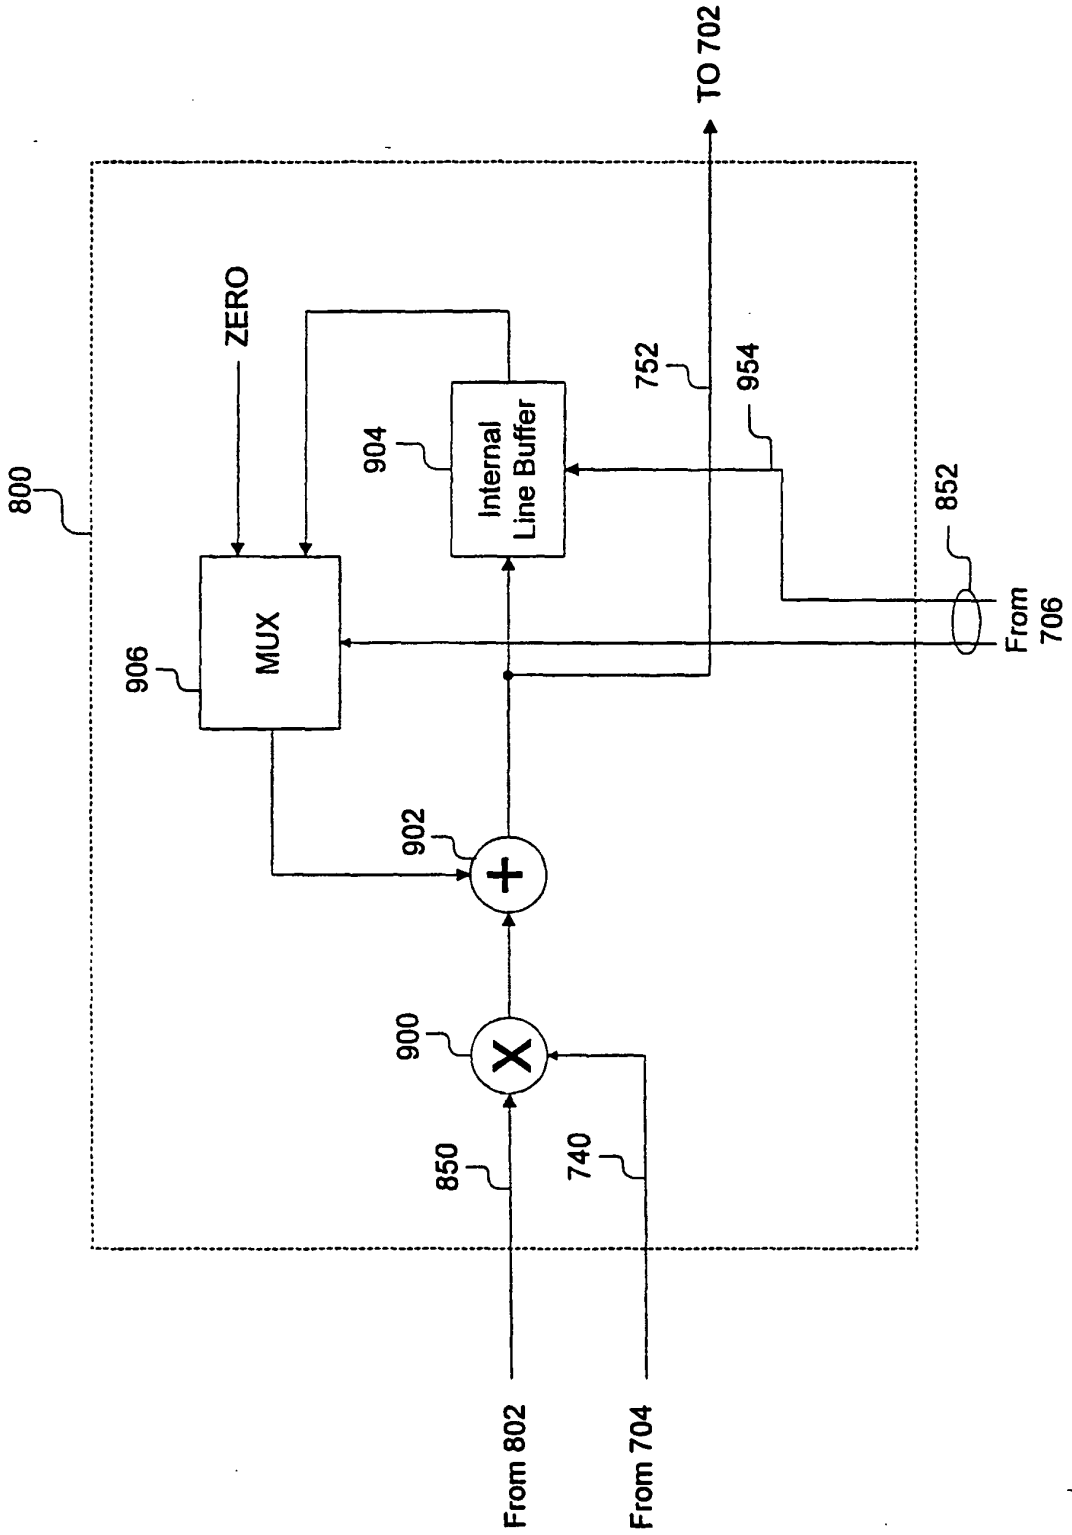 800
906
MUX
ZERO
904
Internal
Line Buffer
902
900
850
740
752
954
852
From 802
From 704
From
706
TO 702